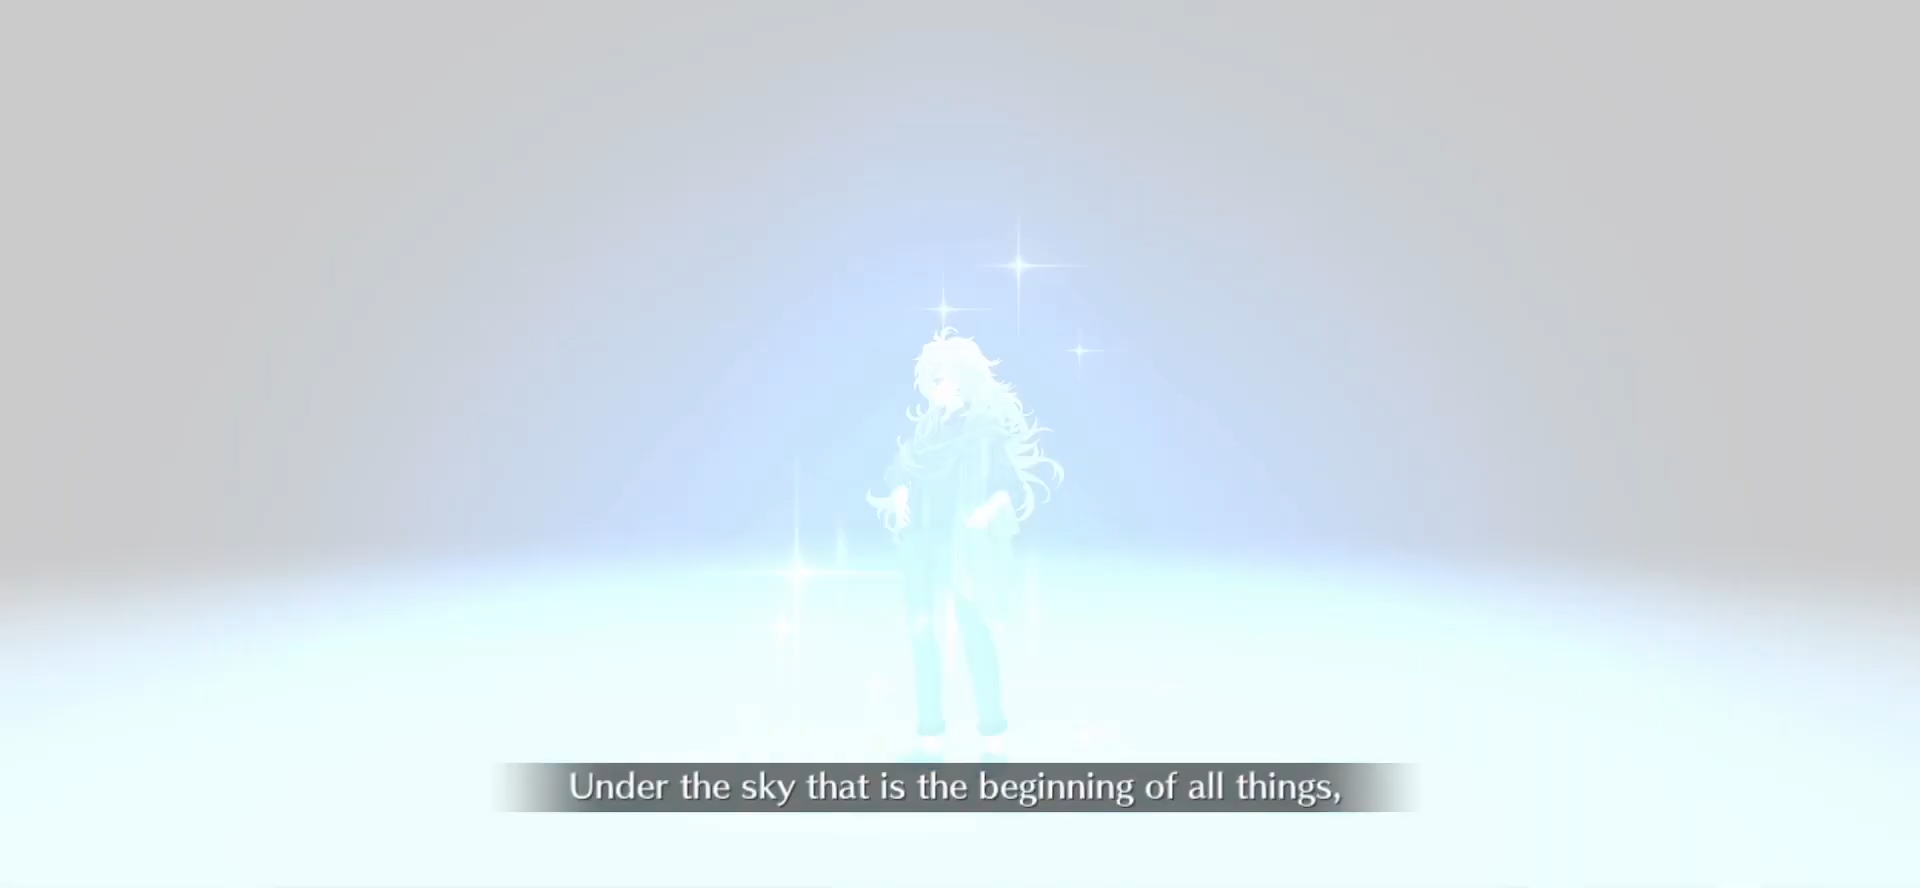 Under the sky that is the beginning of all things,